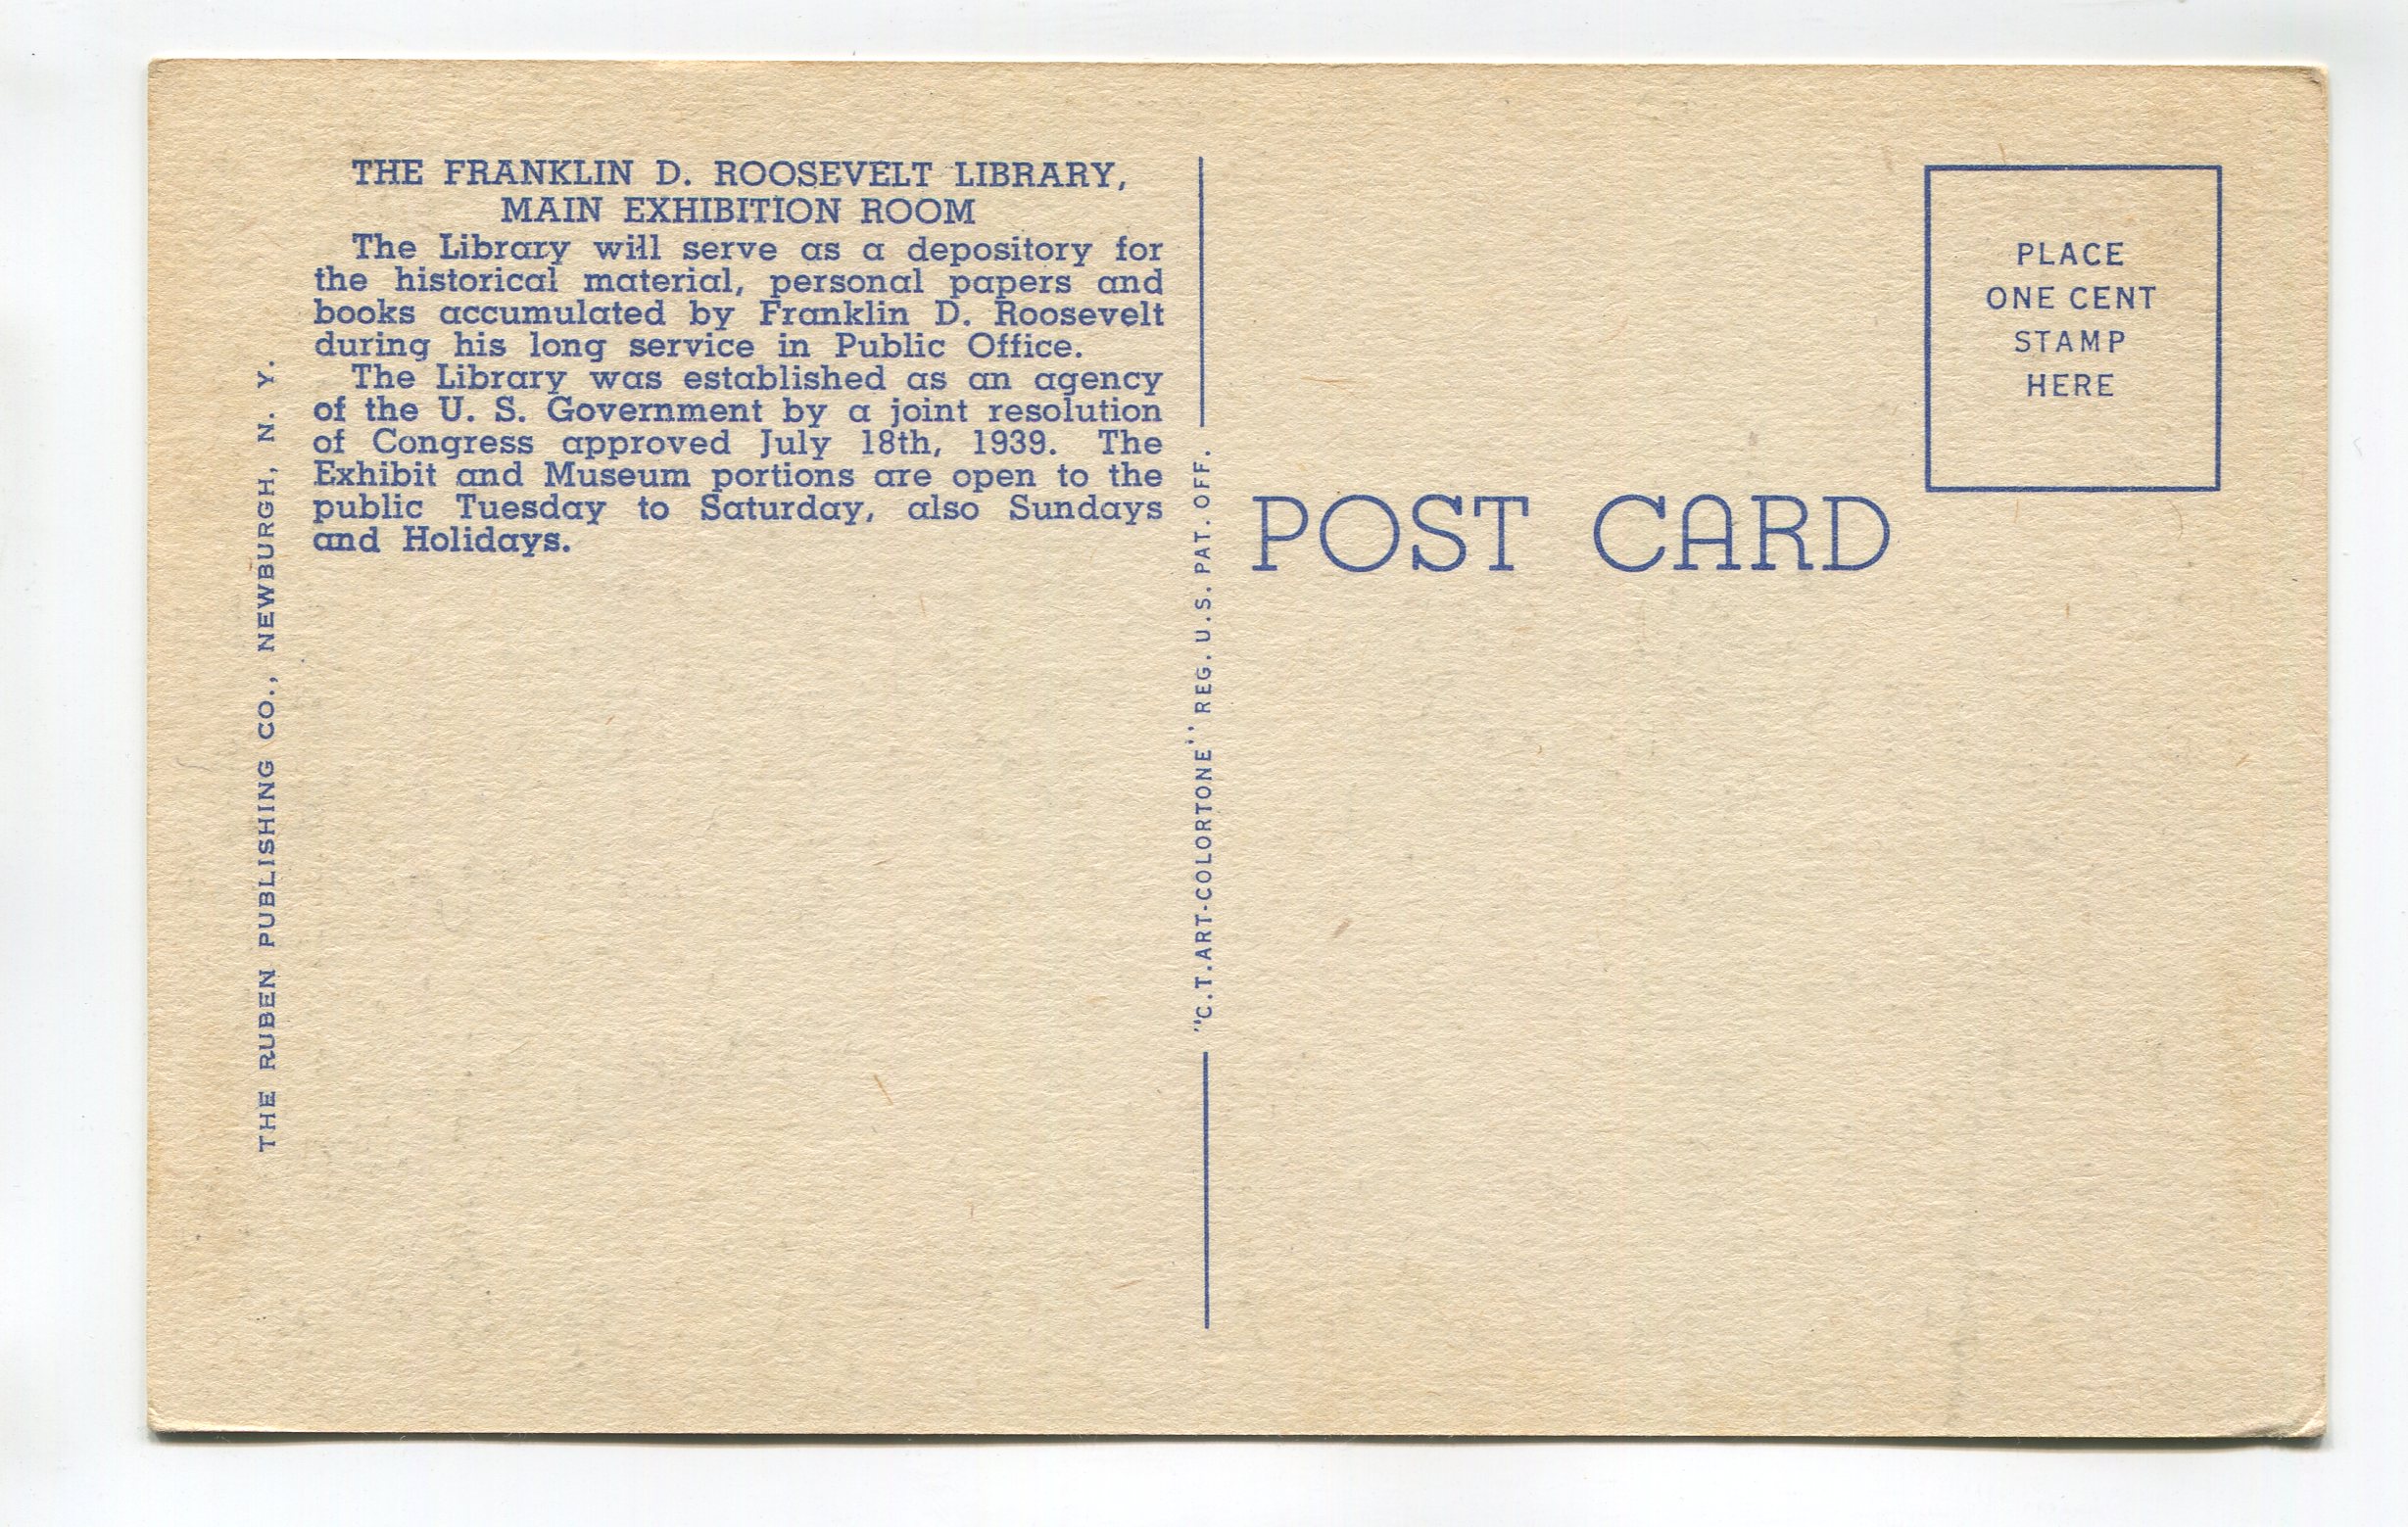 THE FRANKLIN D. ROOSEVELT LIBRARY,
MAIN EXHIBITION ROOM
The Library will serve as a depository for
the historical material, personal papers and
books accumulated by Franklin D. Roosevelt
during his long service in Public Office.
The Library was established as an agency
of the U. S. Government by a joint resolution
of Congress approved July 18th, 1939. The
Exhibit and Museum portions are open to the
public Tuesday to Saturday, also Sundays
and Holidays.
THE RUBEN PUBLISHING CO., NEWBURGH, N. Y.
"C.T.ART-COLORTONE" REG. U.S. PAT. OFF.
POST CARD
PLACE
ONE CENT
STAMP
HERE